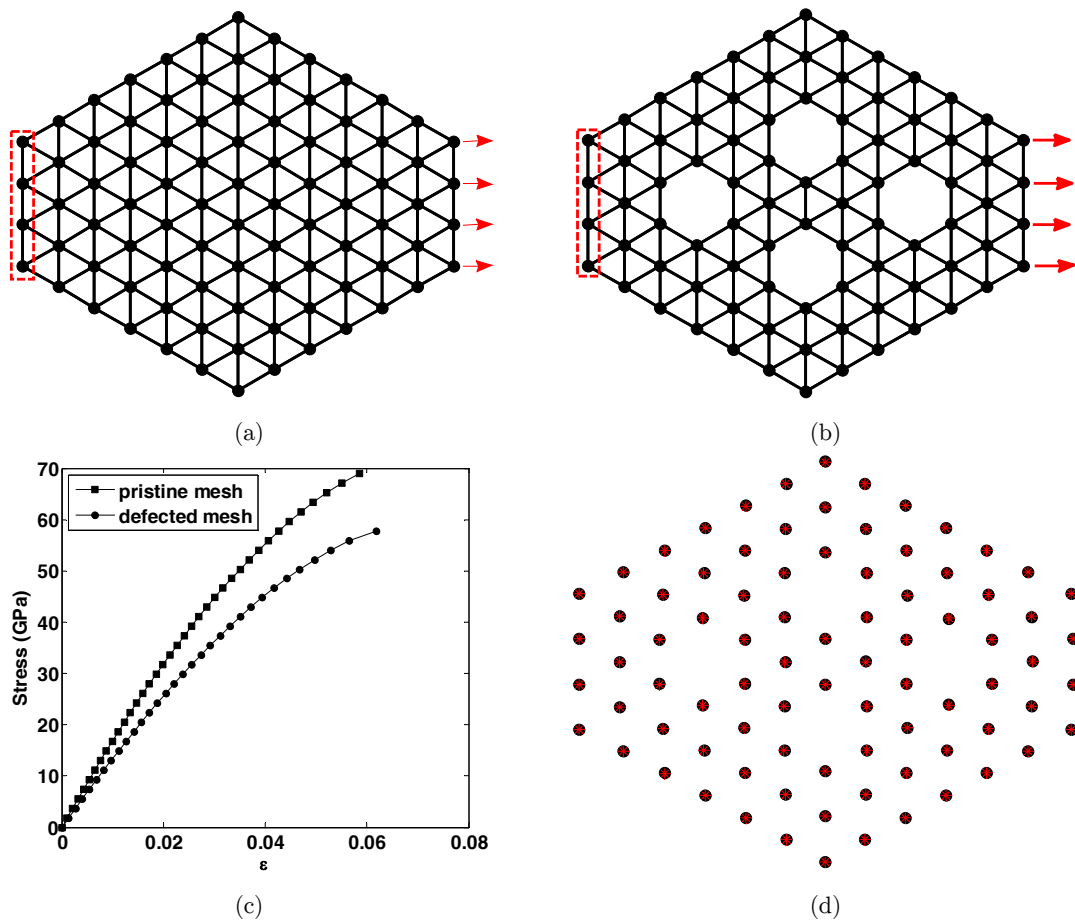 (a)
(b)
70
60
50
40
30
20
10
0
Stress (GPa)
pristine mesh
defected mesh
0
0.02
0.04
0.06
0.08
ε
(c)
(d)